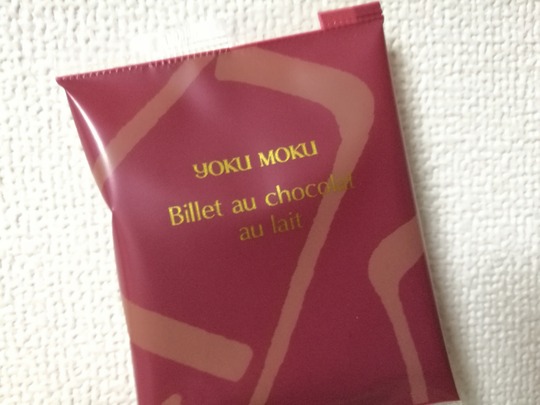 YOKU MOKU
Billet au chocolat
au lait